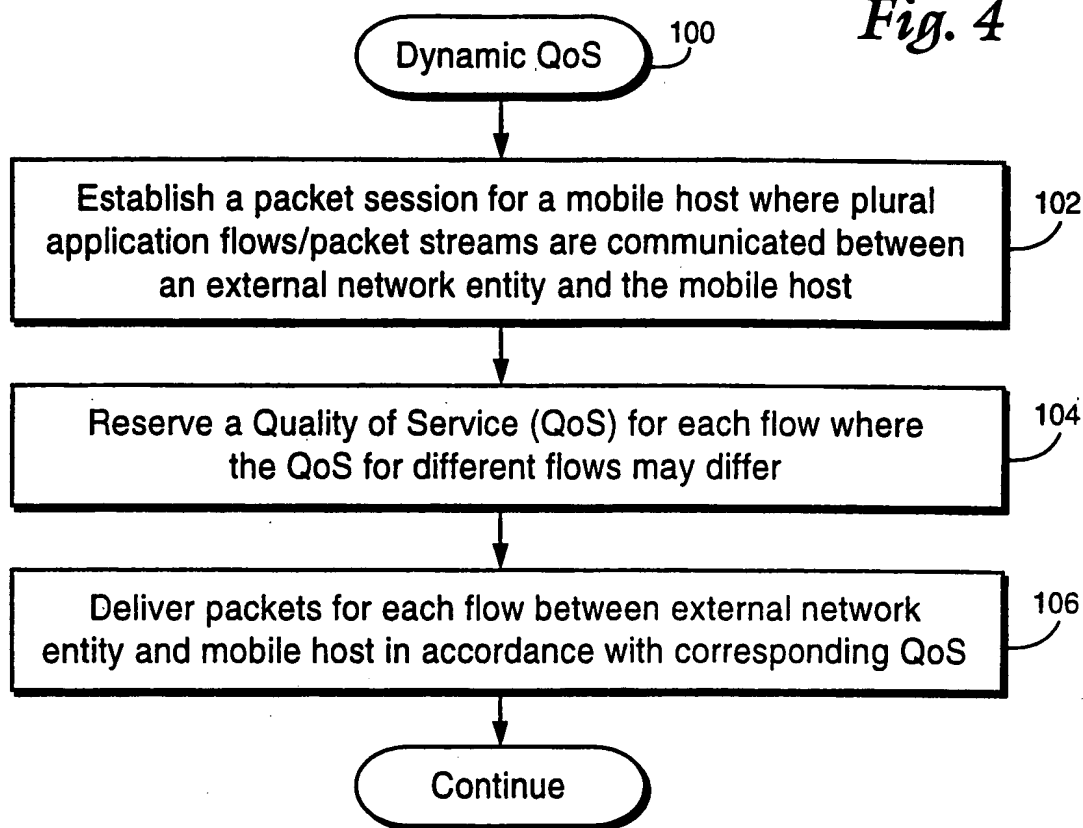 Fig. 4
Dynamic QoS
100
Establish a packet session for a mobile host where plural
application flows/packet streams are communicated between
an external network entity and the mobile host
102
Reserve a Quality of Service (QoS) for each flow where
the QoS for different flows may differ
104
Deliver packets for each flow between external network
entity and mobile host in accordance with corresponding QoS
106
Continue